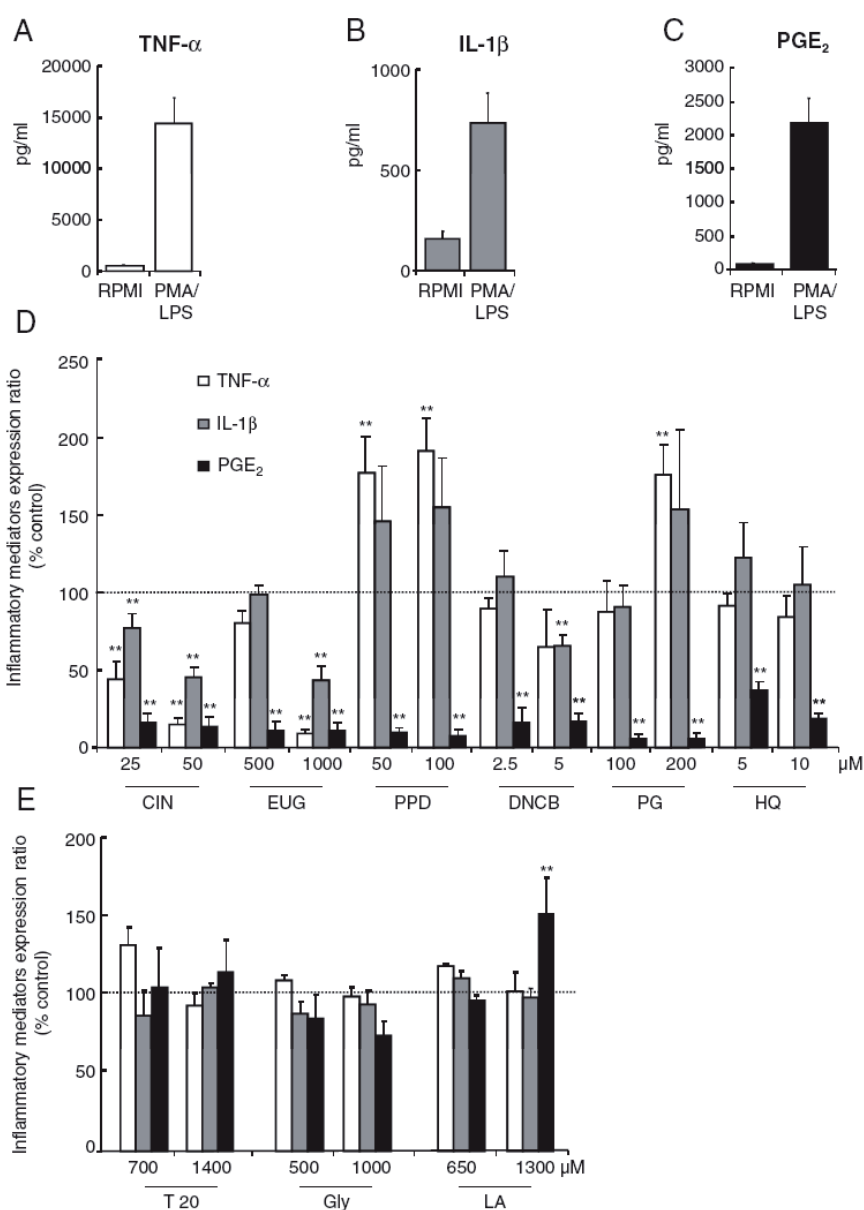 A
TNF-α
20000
15000
10000
5000
0
pg/ml
RPMI PMA/
LPS
B
IL-1β
1000
500
0
pg/ml
RPMI PMA/
LPS
C
PGE₂
3000
2500
2000
1500
1000
500
0
pg/ml
RPMI PMA/
LPS
D
Inflammatory mediators expression ratio
(% control)
250
200
150
100
50
0
TNF-α
IL-1β
PGE₂
** ** ** ** ** **
** ** ** **
** **
** ** **
** ** **
** **
25 50 500 1000 50 100 2.5 5 100 200 5 10 µM
CIN EUG PPD DNCB PG HQ
E
Inflammatory mediators expression ratio
(% control)
200
150
100
50
0
**
700 1400 500 1000 650 1300 µM
T 20 Gly LA